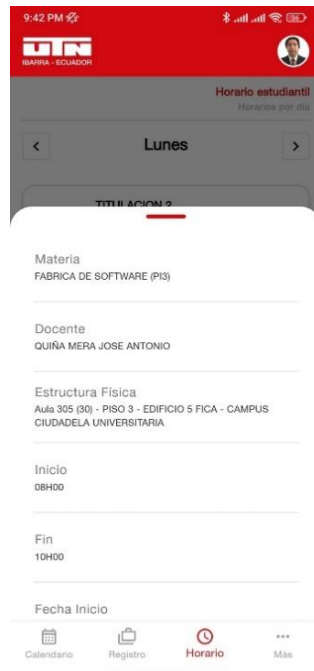 9:42 PM
36
UTN
IBARRA - ECUADOR
Horario estudiantil
Horarios por día
Lunes
TITULACION 2
Materia
FABRICA DE SOFTWARE (PI3)
Docente
QUIÑA MERA JOSE ANTONIO
Estructura Física
Aula 305 (30) - PISO 3 - EDIFICIO 5 FICA - CAMPUS
CIUDADELA UNIVERSITARIA
Inicio
08H00
Fin
10H00
Fecha Inicio
Calendario Registro Horario Más